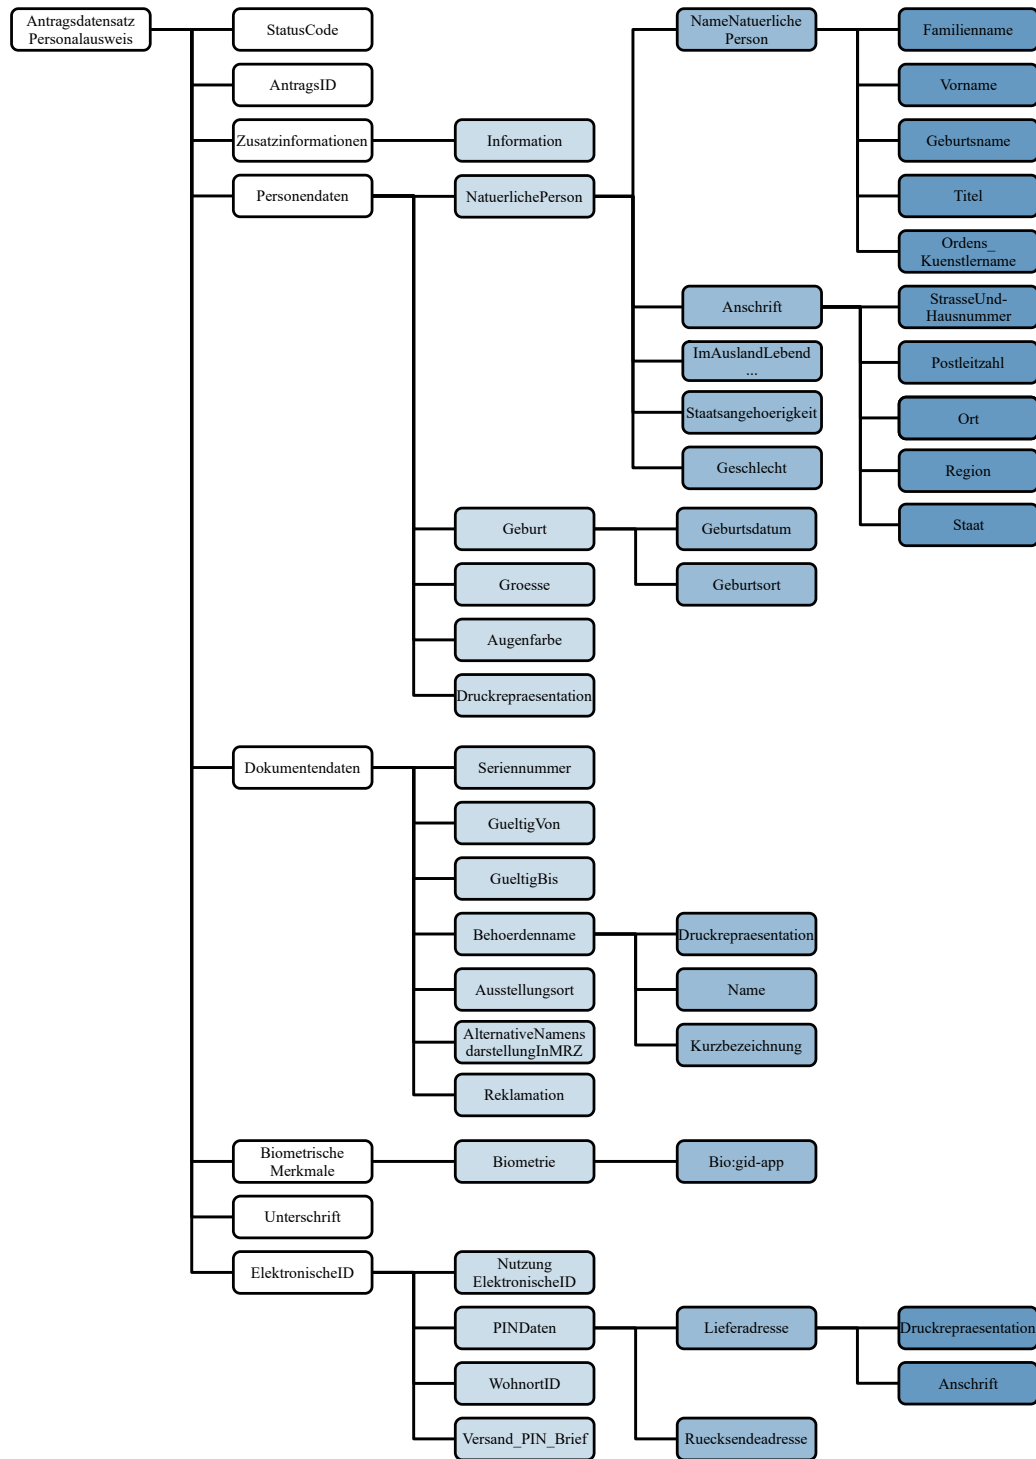 Antragsdatensatz
Personalausweis
StatusCode
NameNatuerliche
Person
Familienname
AntragsID
Vorname
Zusatzinformationen
Information
Geburtsname
Personendaten
NatuerlichePerson
Titel
Ordens_
Kuenstlername
Anschrift
StrasseUnd-
Hausnummer
ImAuslandLebend
...
Postleitzahl
Staatsangehoerigkeit
Ort
Geschlecht
Region
Staat
Geburt
Geburtsdatum
Groesse
Geburtsort
Augenfarbe
Druckrepraesentation
Dokumentendaten
Seriennummer
GueltigVon
GueltigBis
Behoerdenname
Druckrepraesentation
Ausstellungsort
Name
AlternativeNamens
darstellungInMRZ
Kurzbezeichnung
Reklamation
Biometrische
Merkmale
Biometrie
Bio:gid-app
Unterschrift
ElektronischeID
Nutzung
ElektronischeID
PINDaten
Lieferadresse
Druckrepraesentation
WohnortID
Anschrift
Versand_PIN_Brief
Ruecksendeadresse